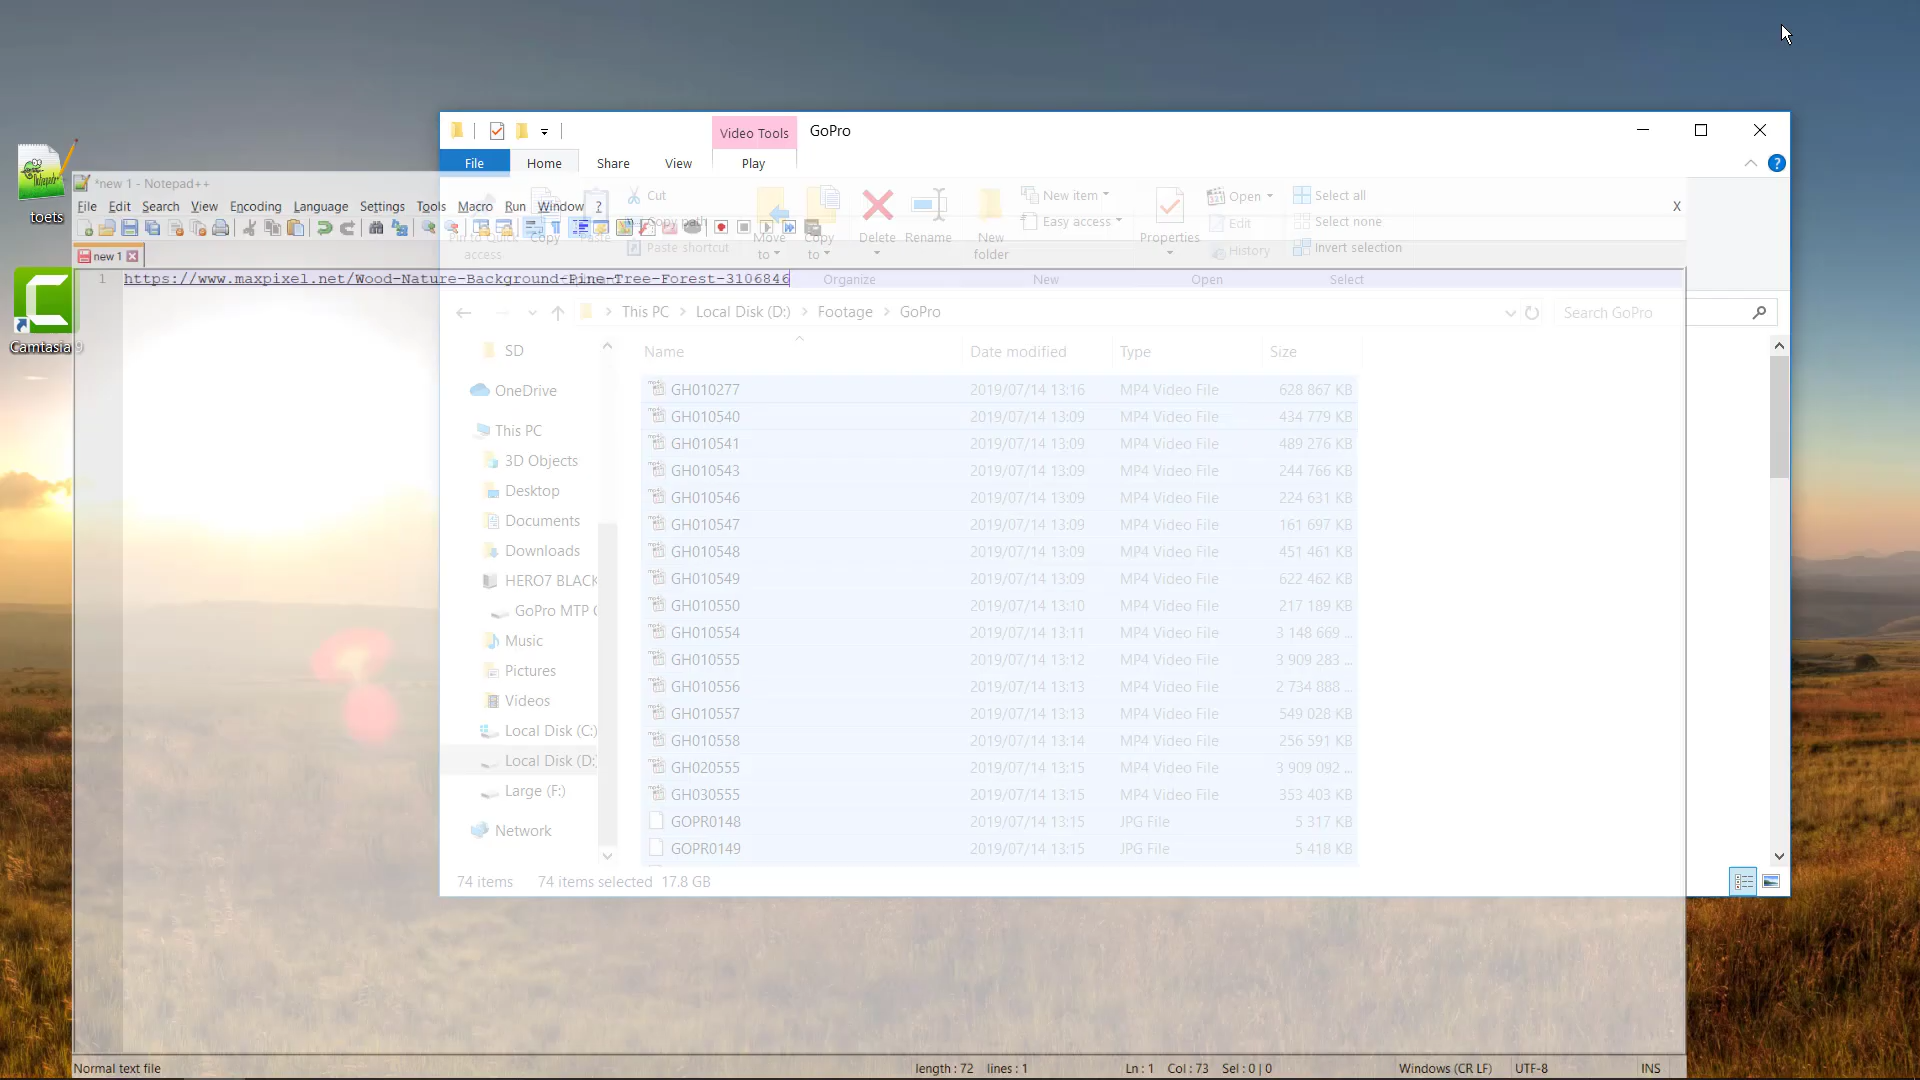 Video Tools
GoPro
File
Home
Share
View
Play
toets
*new 1 - Notepad++
File Edit Search View Encoding Language Settings Tools Macro Run Window ?
X
Cut
Copy path
Paste shortcut
Pin to Quick access
Copy
Paste
Move to
Copy to
Delete
Rename
New folder
New item
Easy access
Properties
Open
Edit
History
Select all
Select none
Invert selection
new 1
Organize
New
Open
Select
1
https://www.maxpixel.net/Wood-Nature-Background-Pine-Tree-Forest-3106846
Camtasia 9
This PC > Local Disk (D:) > Footage > GoPro
Search GoPro
Name Date modified Type Size
SD
OneDrive
This PC
3D Objects
Desktop
Documents
Downloads
HERO7 BLACK
GoPro MTP C
Music
Pictures
Videos
Local Disk (C:)
Local Disk (D:
Large (F:)
Network
GH010277 2019/07/14 13:16 MP4 Video File 628 867 KB
GH010540 2019/07/14 13:09 MP4 Video File 434 779 KB
GH010541 2019/07/14 13:09 MP4 Video File 489 276 KB
GH010543 2019/07/14 13:09 MP4 Video File 244 766 KB
GH010546 2019/07/14 13:09 MP4 Video File 224 631 KB
GH010547 2019/07/14 13:09 MP4 Video File 161 697 KB
GH010548 2019/07/14 13:09 MP4 Video File 451 461 KB
GH010549 2019/07/14 13:09 MP4 Video File 622 462 KB
GH010550 2019/07/14 13:10 MP4 Video File 217 189 KB
GH010554 2019/07/14 13:11 MP4 Video File 3 148 669 ...
GH010555 2019/07/14 13:12 MP4 Video File 3 909 283 ...
GH010556 2019/07/14 13:13 MP4 Video File 2 734 888 ...
GH010557 2019/07/14 13:13 MP4 Video File 549 028 KB
GH010558 2019/07/14 13:14 MP4 Video File 256 591 KB
GH020555 2019/07/14 13:15 MP4 Video File 3 909 092 ...
GH030555 2019/07/14 13:15 MP4 Video File 353 403 KB
GOPR0148 2019/07/14 13:15 JPG File 5 317 KB
GOPR0149 2019/07/14 13:15 JPG File 5 418 KB
74 items 74 items selected 17.8 GB
Normal text file
length : 72 lines : 1
Ln : 1 Col : 73 Sel : 0 | 0
Windows (CR LF)
UTF-8
INS